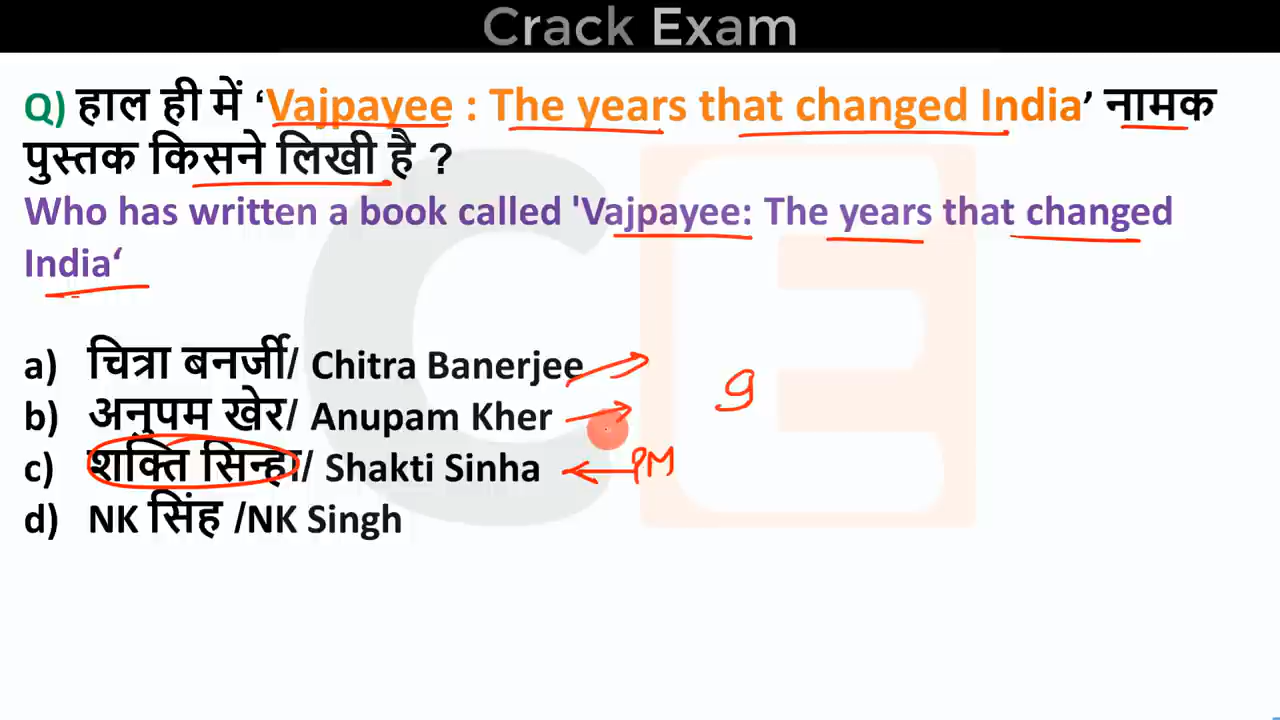 Crack Exam
Q) हाल ही में ‘Vajpayee : The years that changed India’ नामक
पुस्तक किसने लिखी है ?
Who has written a book called 'Vajpayee: The years that changed
India‘
a) चित्रा बनर्जी/ Chitra Banerjee
b) अनुपम खेर/ Anupam Kher
c) शक्ति सिन्हा/ Shakti Sinha PM
d) NK सिंह /NK Singh
CE